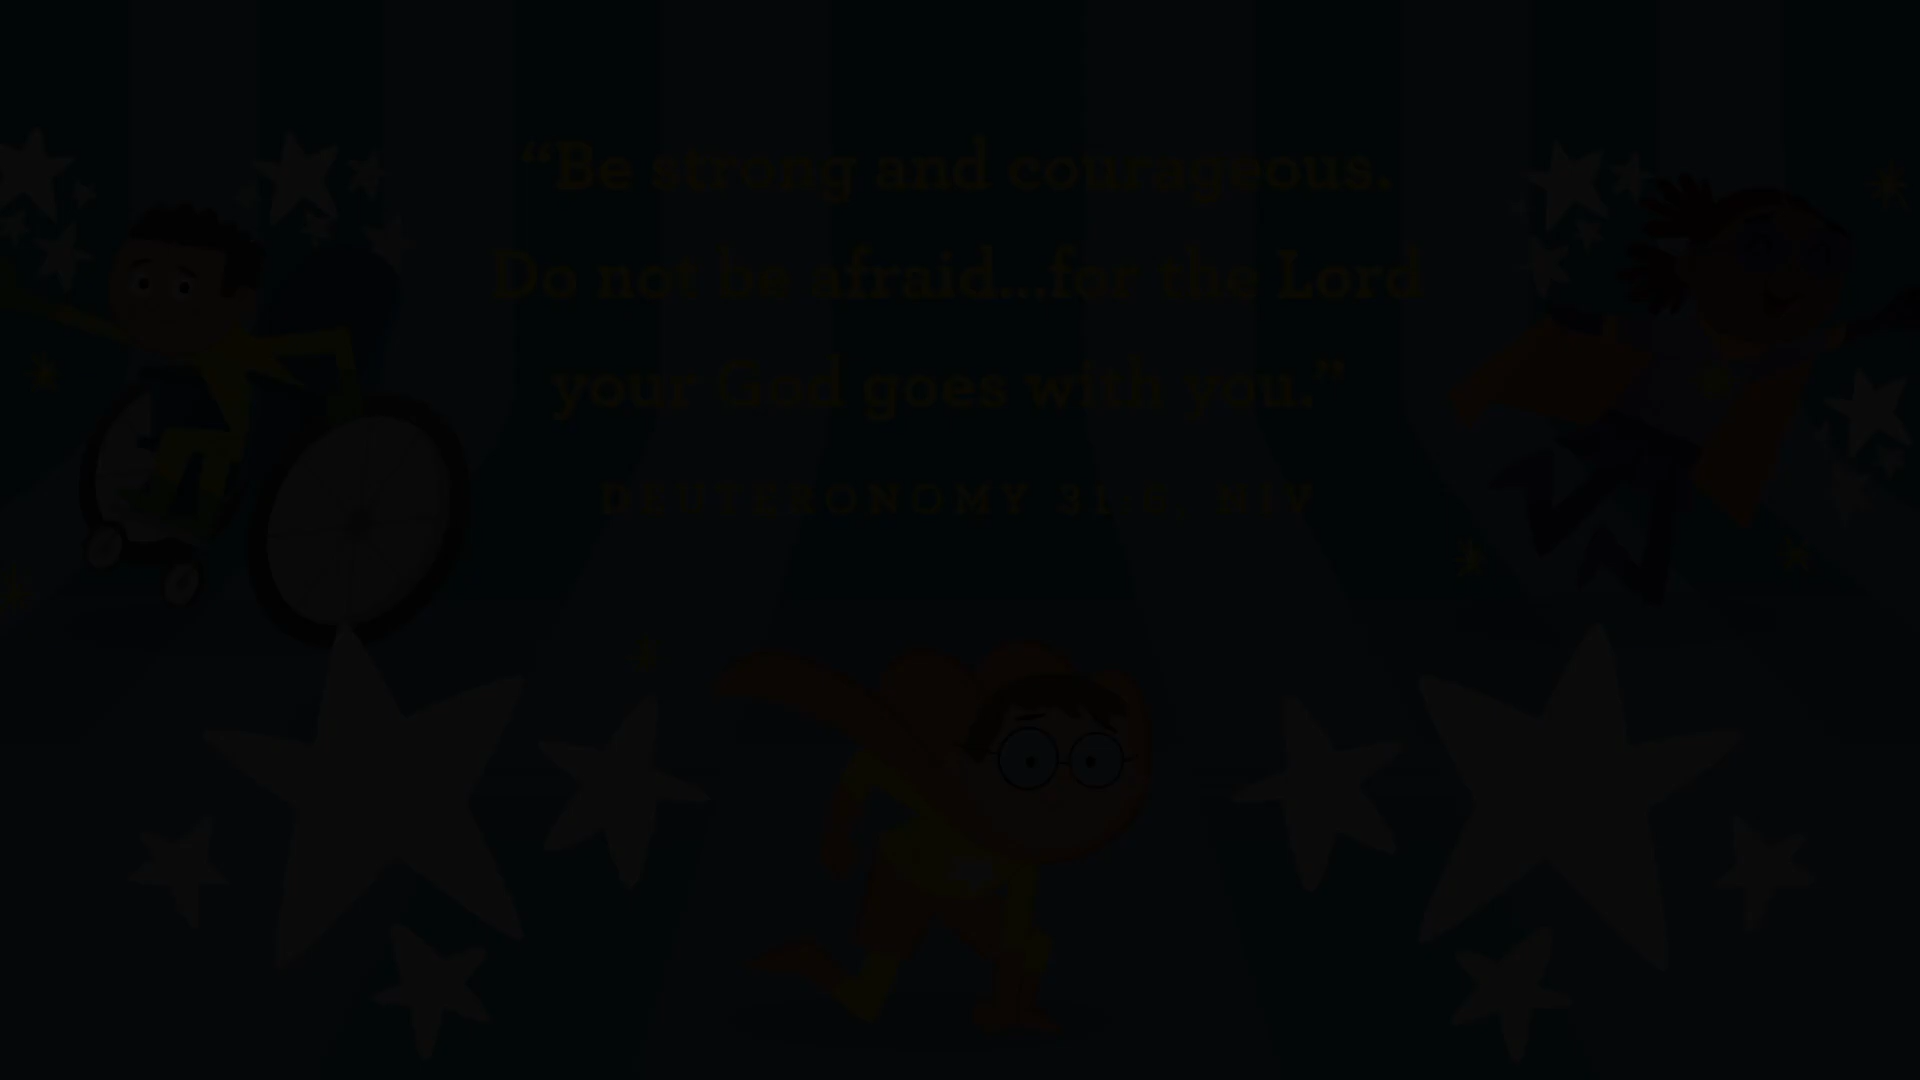 “Be strong and courageous.
Do not be afraid...for the Lord
your God goes with you.”
DEUTERONOMY 31:6, NIV